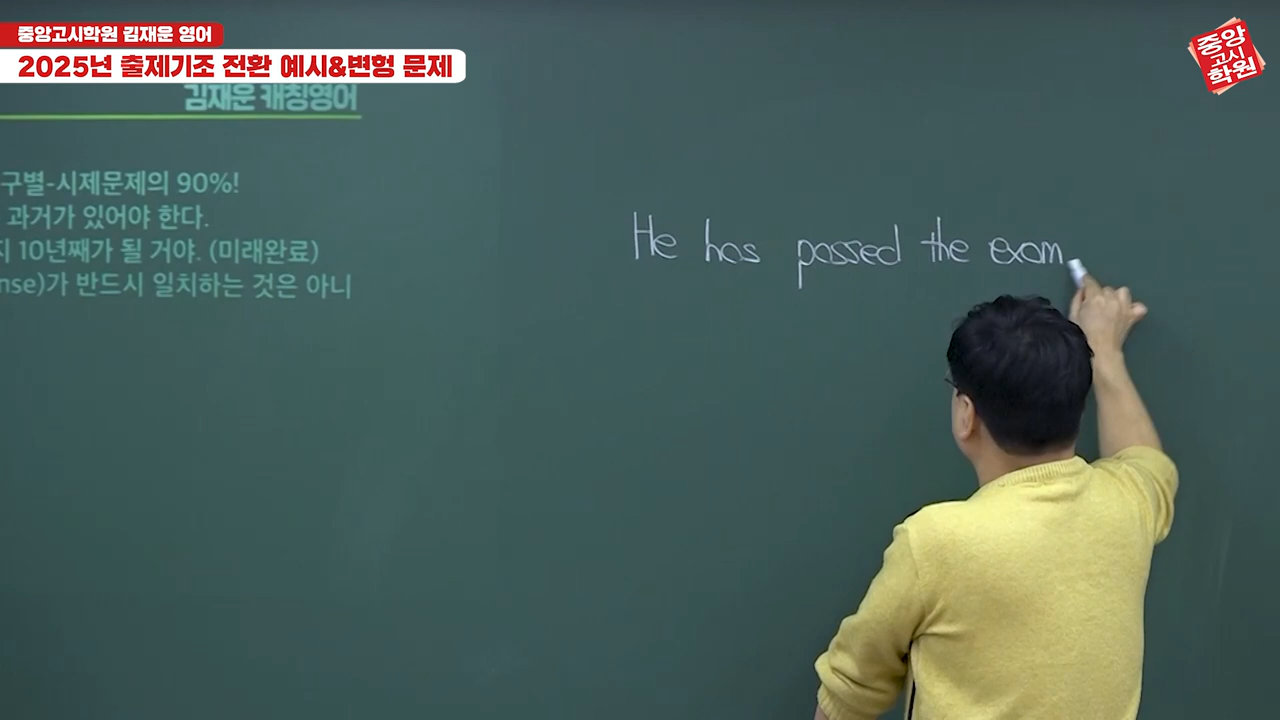 중앙고시학원 김재운 영어
2025년 출제기조 전환 예시&변형 문제
중앙
고시
학원
김재운 캐칭영어
구별-시제문제의 90%!
과거가 있어야 한다.
지 10년째가 될 거야. (미래완료)
nse)가 반드시 일치하는 것은 아니
He has passed the exam